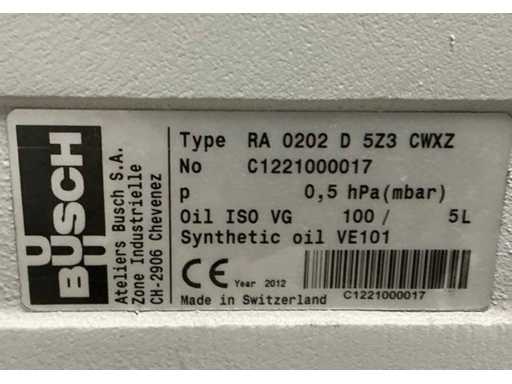 BUSCH
Ateliers Busch S.A.
Zone Industrielle
CH-2906 Chevenez
Type RA 0202 D 5Z3 CWXZ
No C1221000017
p 0,5 hPa(mbar)
Oil ISO VG 100 / 5L
Synthetic oil VE101
CE Year 2012
Made in Switzerland
C1221000017